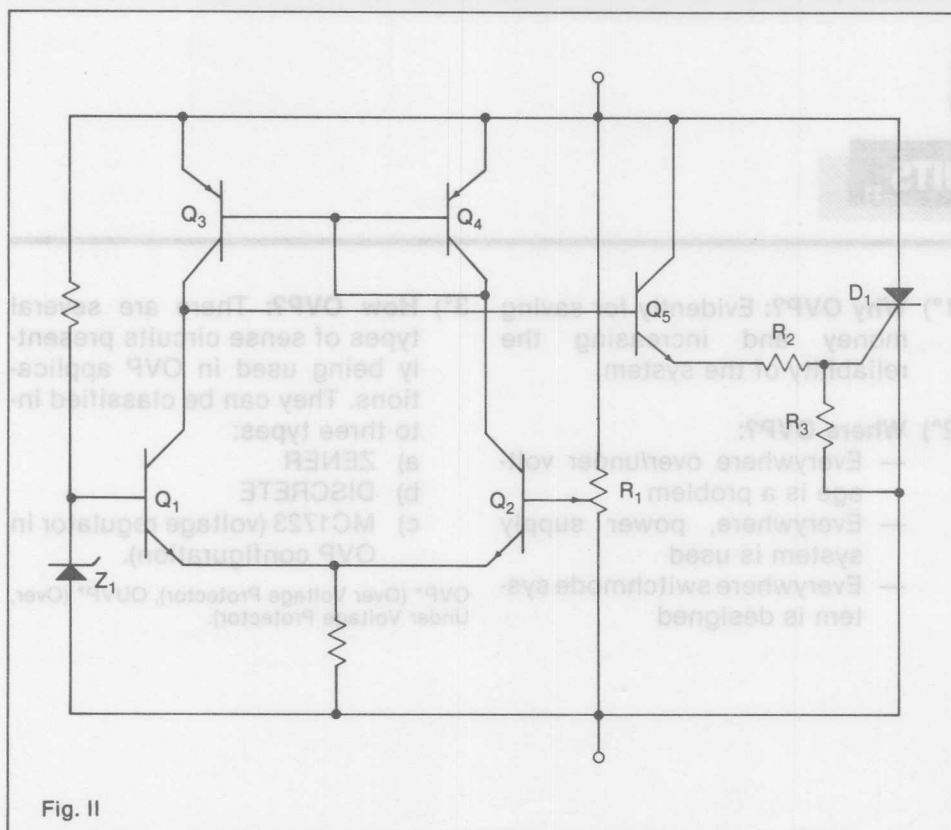 ITS
Q3
Q4
1°) Why OVP?: Evidently for saving
money and increasing the
reliability of the system.
2°) Where OVP?:
— Everywhere over/under volt-
age is a problem
— Everywhere, power supply
system is used
— Everywhere switchmode sys-
tem is designed
3°) How OVP?: There are several
types of sense circuits present-
ly being used in OVP applica-
tions. They can be classified in-
to three types:
a) ZENER
b) DISCRETE
c) MC1723 (voltage regulator in
OVP configuration).
OVP* (Over Voltage Protector), OUVP* (Over,
Under Voltage Protector).
D1
Q5
R2
R3
Q1
Q2
R1
Z1
Fig. II